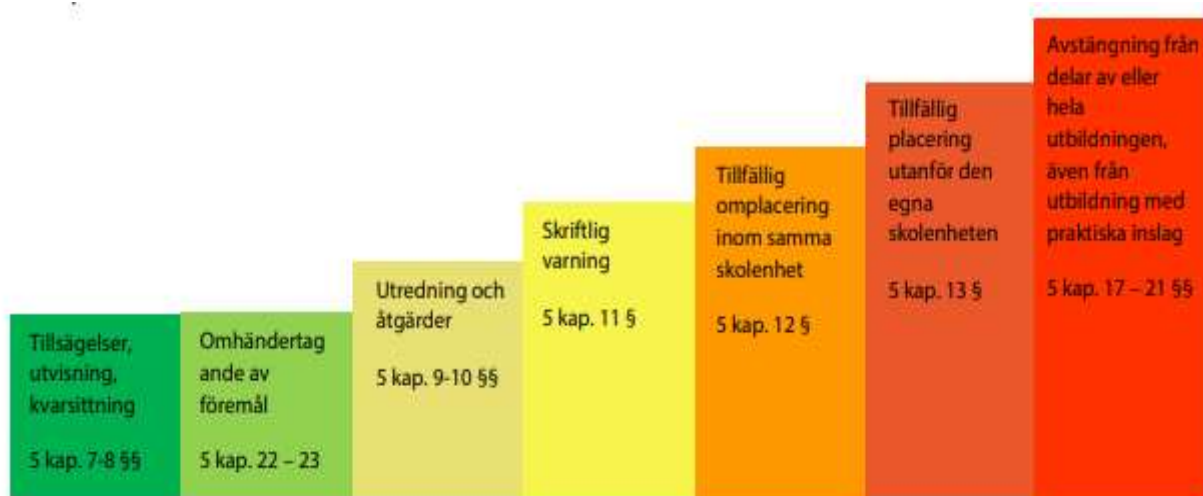 Tillsägelser,
utvisning,
kvarsittning
5 kap. 7-8 §§
Omhändertag
ande av
föremål
5 kap. 22 – 23
Utredning och
åtgärder
5 kap. 9-10 §§
Skriftlig
varning
5 kap. 11 §
Tillfällig
omplacering
inom samma
skolenhet
5 kap. 12 §
Tillfällig
placering
utanför den
egna
skolenheten
5 kap. 13 §
Avstängning från
delar av eller
hela
utbildningen,
även från
utbildning med
praktiska inslag
5 kap. 17 – 21 §§